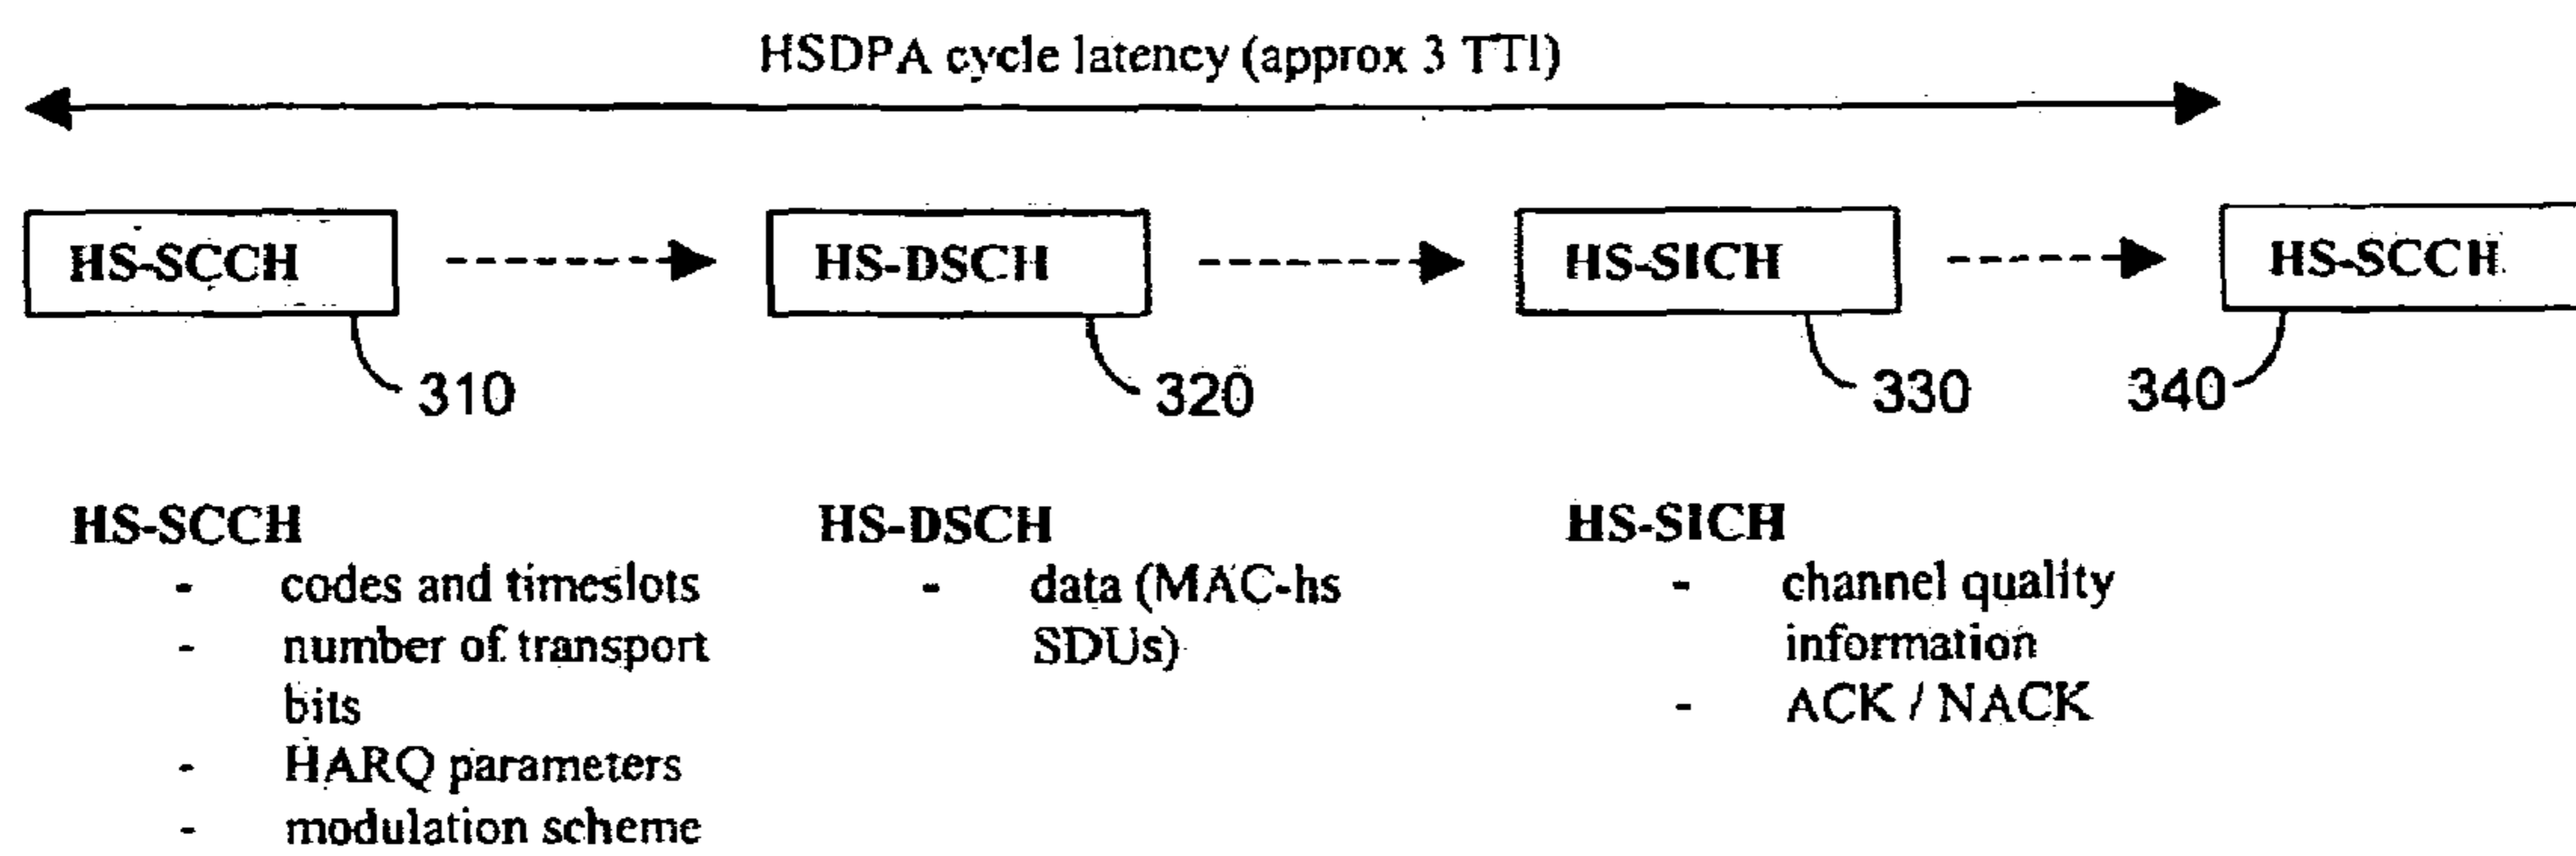 HSDPA cycle latency (approx 3 TTI)
HS-SCCH
HS-DSCH
HS-SICH
HS-SCCH
310
320
330
340
HS-SCCH
- codes and timeslots
- number of transport
bits
- HARQ parameters
- modulation scheme
HS-DSCH
- data (MAC-hs
SDUs)
HS-SICH
- channel quality
information
- ACK / NACK